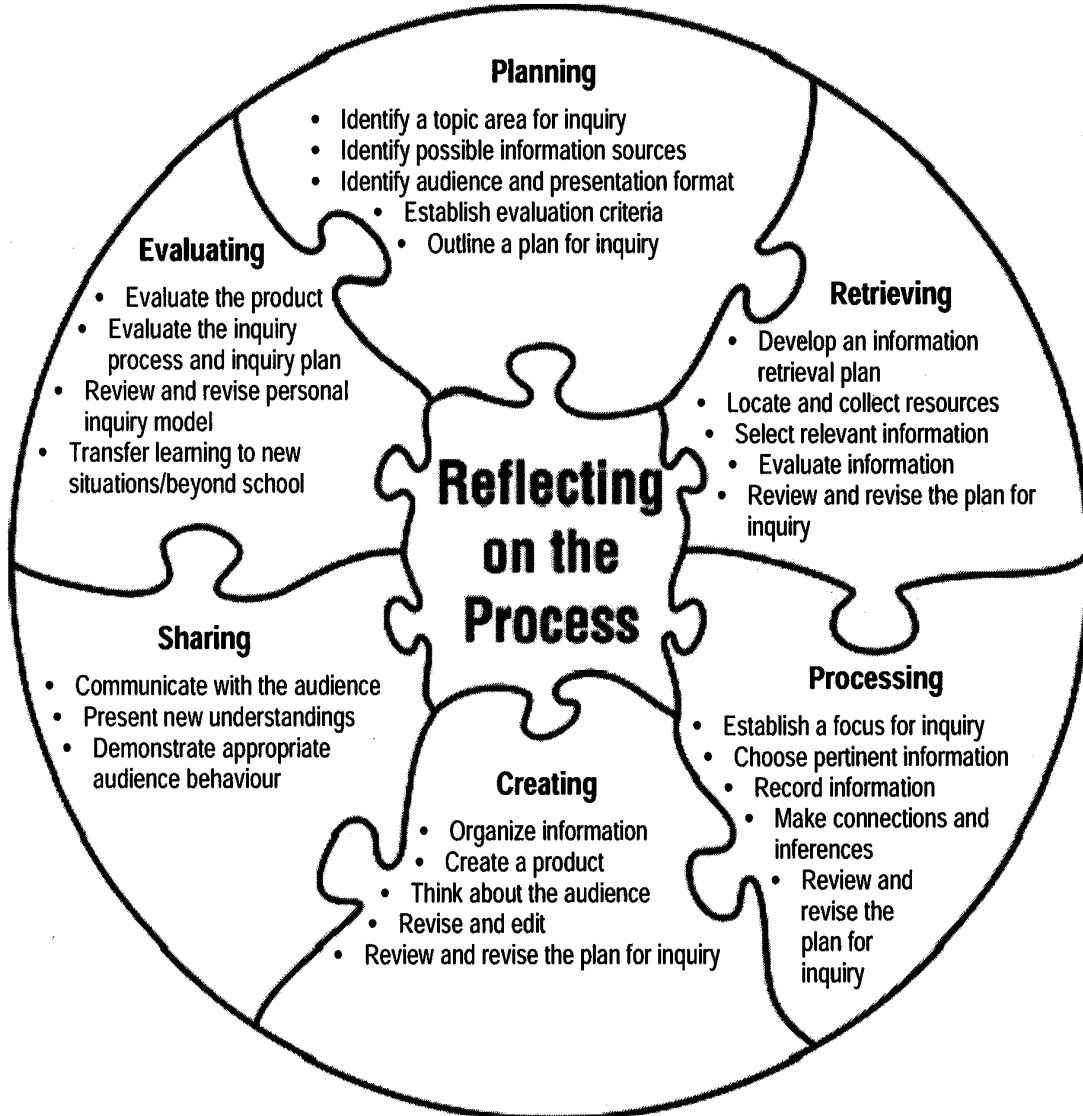 Planning
• Identify a topic area for inquiry
• Identify possible information sources
• Identify audience and presentation format
• Establish evaluation criteria
• Outline a plan for inquiry
Retrieving
• Develop an information
retrieval plan
• Locate and collect resources
• Select relevant information
• Evaluate information
• Review and revise the plan for
inquiry
Processing
• Establish a focus for inquiry
• Choose pertinent information
• Record information
• Make connections and
inferences
• Review and
revise the
plan for
inquiry
Creating
• Organize information
• Create a product
• Think about the audience
• Revise and edit
• Review and revise the plan for inquiry
Sharing
• Communicate with the audience
• Present new understandings
• Demonstrate appropriate
audience behaviour
Evaluating
• Evaluate the product
• Evaluate the inquiry
process and inquiry plan
• Review and revise personal
inquiry model
• Transfer learning to new
situations/beyond school
Reflecting
on the
Process